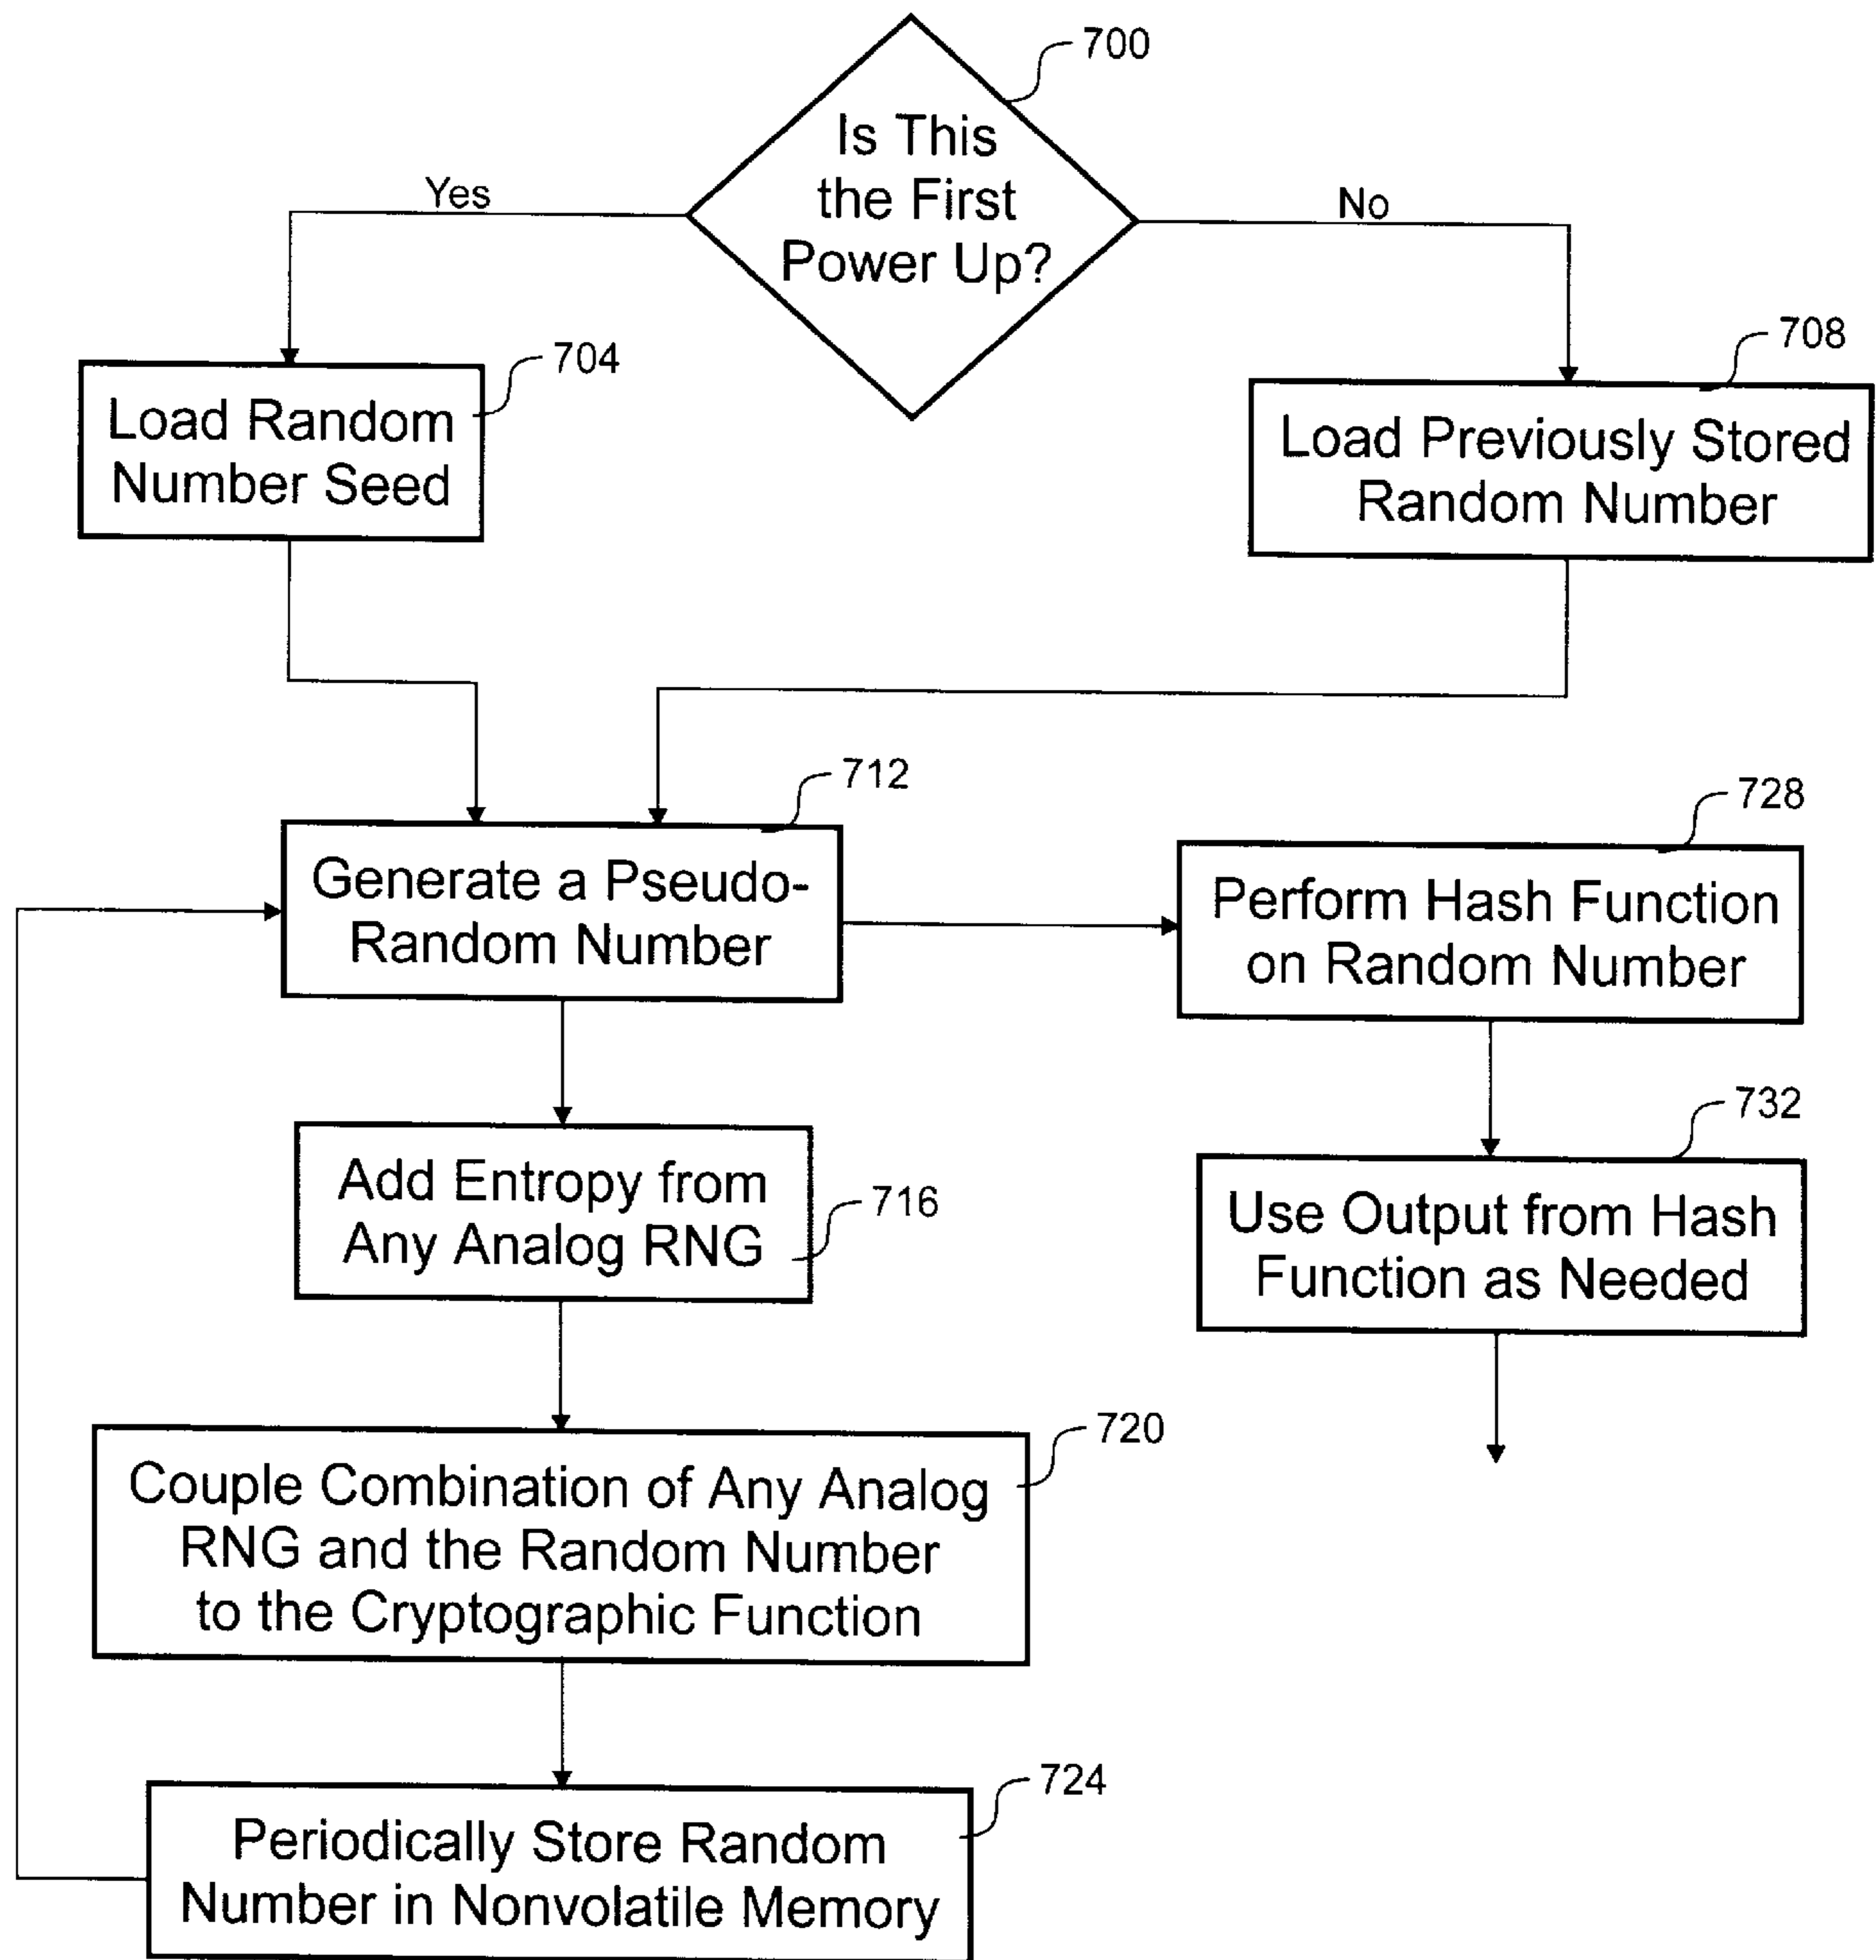 700
Is This
the First
Power Up?
Yes
No
704
Load Random
Number Seed
708
Load Previously Stored
Random Number
712
Generate a Pseudo-
Random Number
728
Perform Hash Function
on Random Number
716
Add Entropy from
Any Analog RNG
732
Use Output from Hash
Function as Needed
720
Couple Combination of Any Analog
RNG and the Random Number
to the Cryptographic Function
724
Periodically Store Random
Number in Nonvolatile Memory